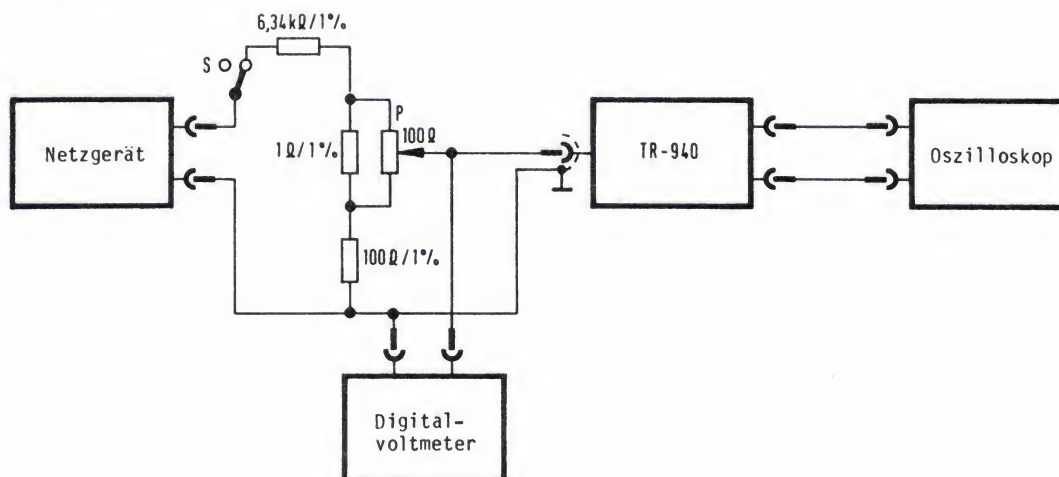 6,34kΩ/1%
S
P
100Ω
1Ω/1%
100Ω/1%
Netzgerät
TR-940
Oszilloskop
Digital-
voltmeter